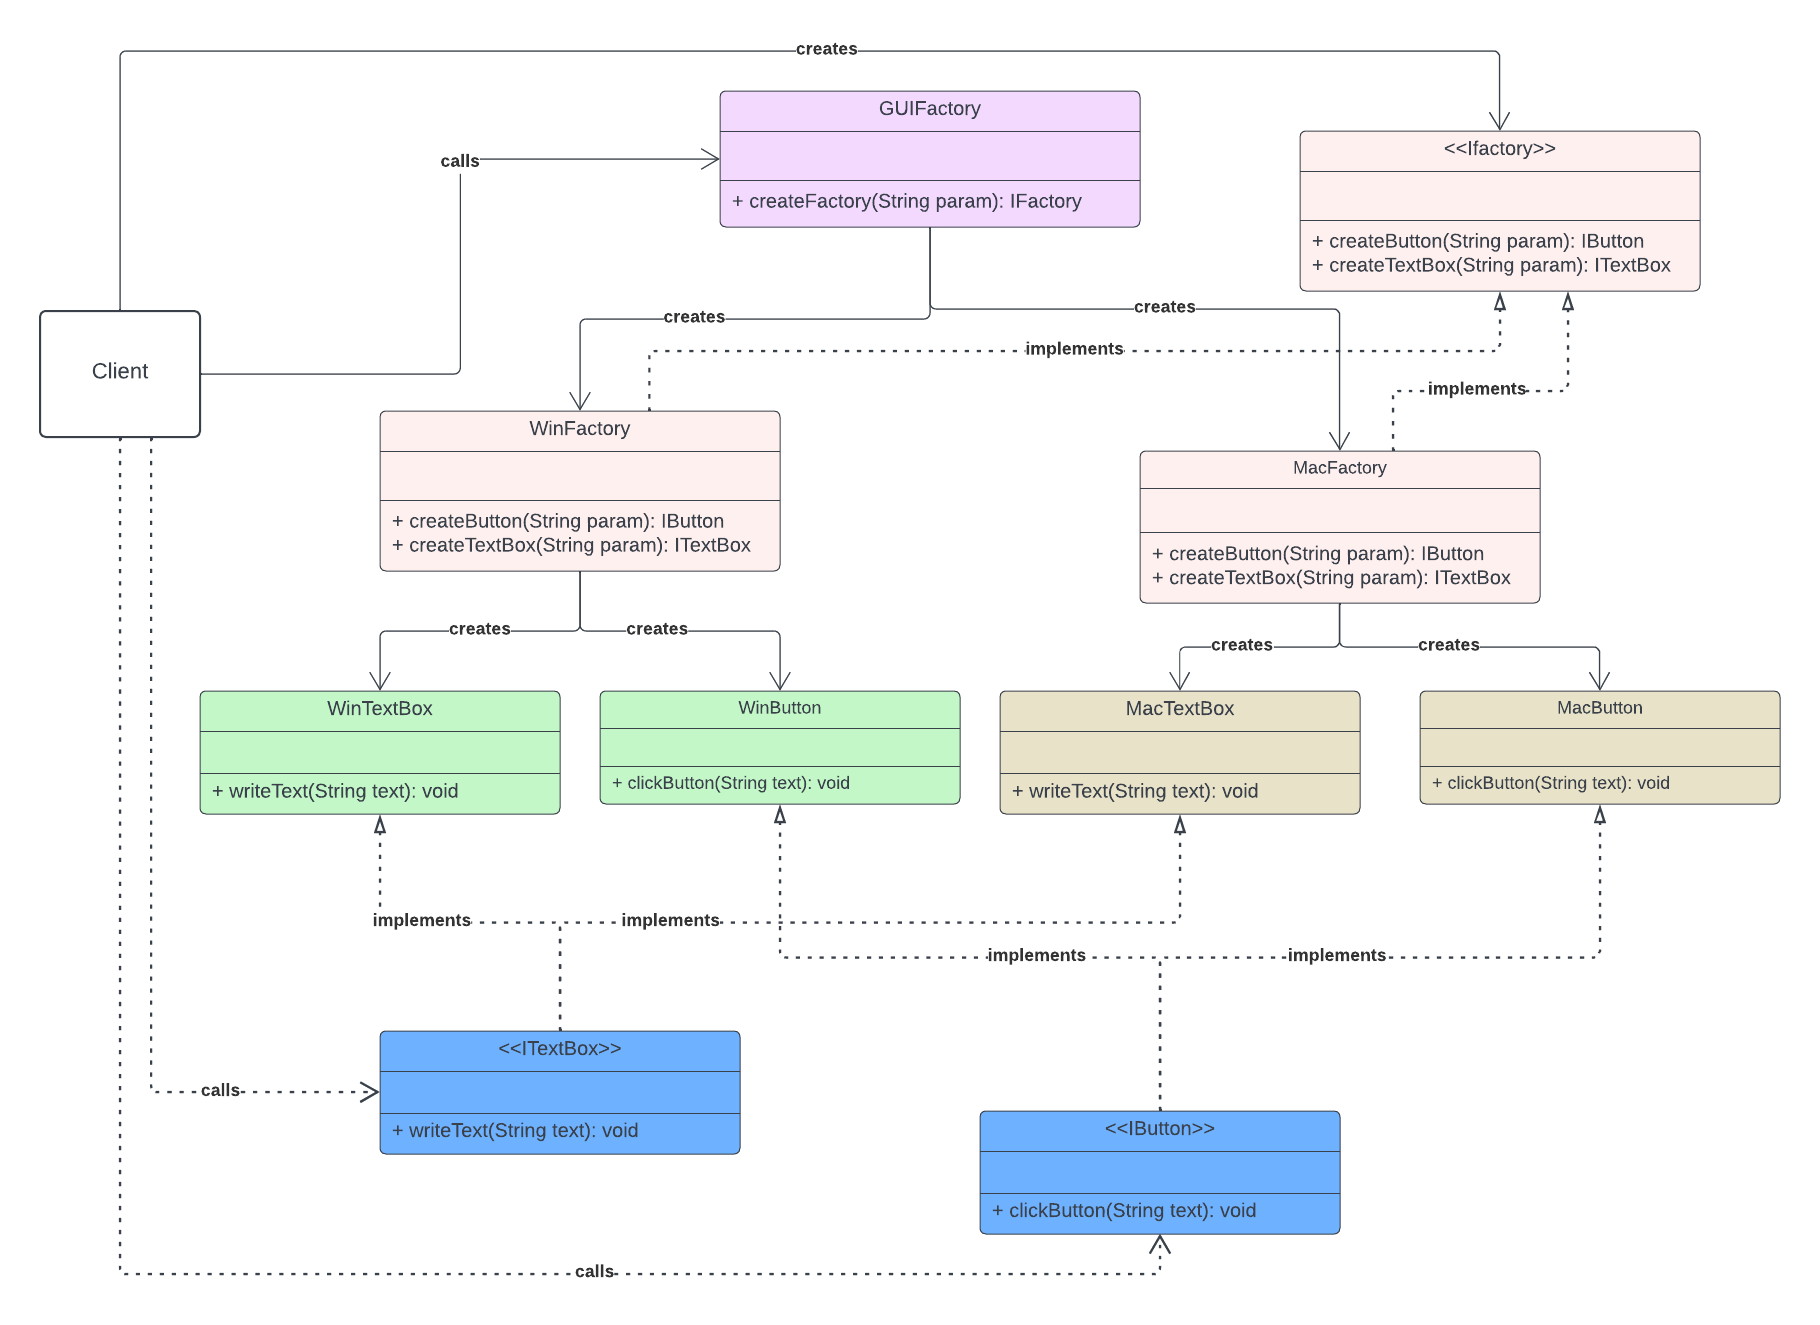 creates
GUIFactory
+ createFactory(String param): IFactory
calls
<<Ifactory>>
+ createButton(String param): IButton
+ createTextBox(String param): ITextBox
creates
creates
implements
implements
Client
WinFactory
+ createButton(String param): IButton
+ createTextBox(String param): ITextBox
MacFactory
+ createButton(String param): IButton
+ createTextBox(String param): ITextBox
creates
creates
creates
creates
WinTextBox
+ writeText(String text): void
WinButton
+ clickButton(String text): void
MacTextBox
+ writeText(String text): void
MacButton
+ clickButton(String text): void
implements
implements
implements
implements
<<ITextBox>>
+ writeText(String text): void
calls
<<IButton>>
+ clickButton(String text): void
calls